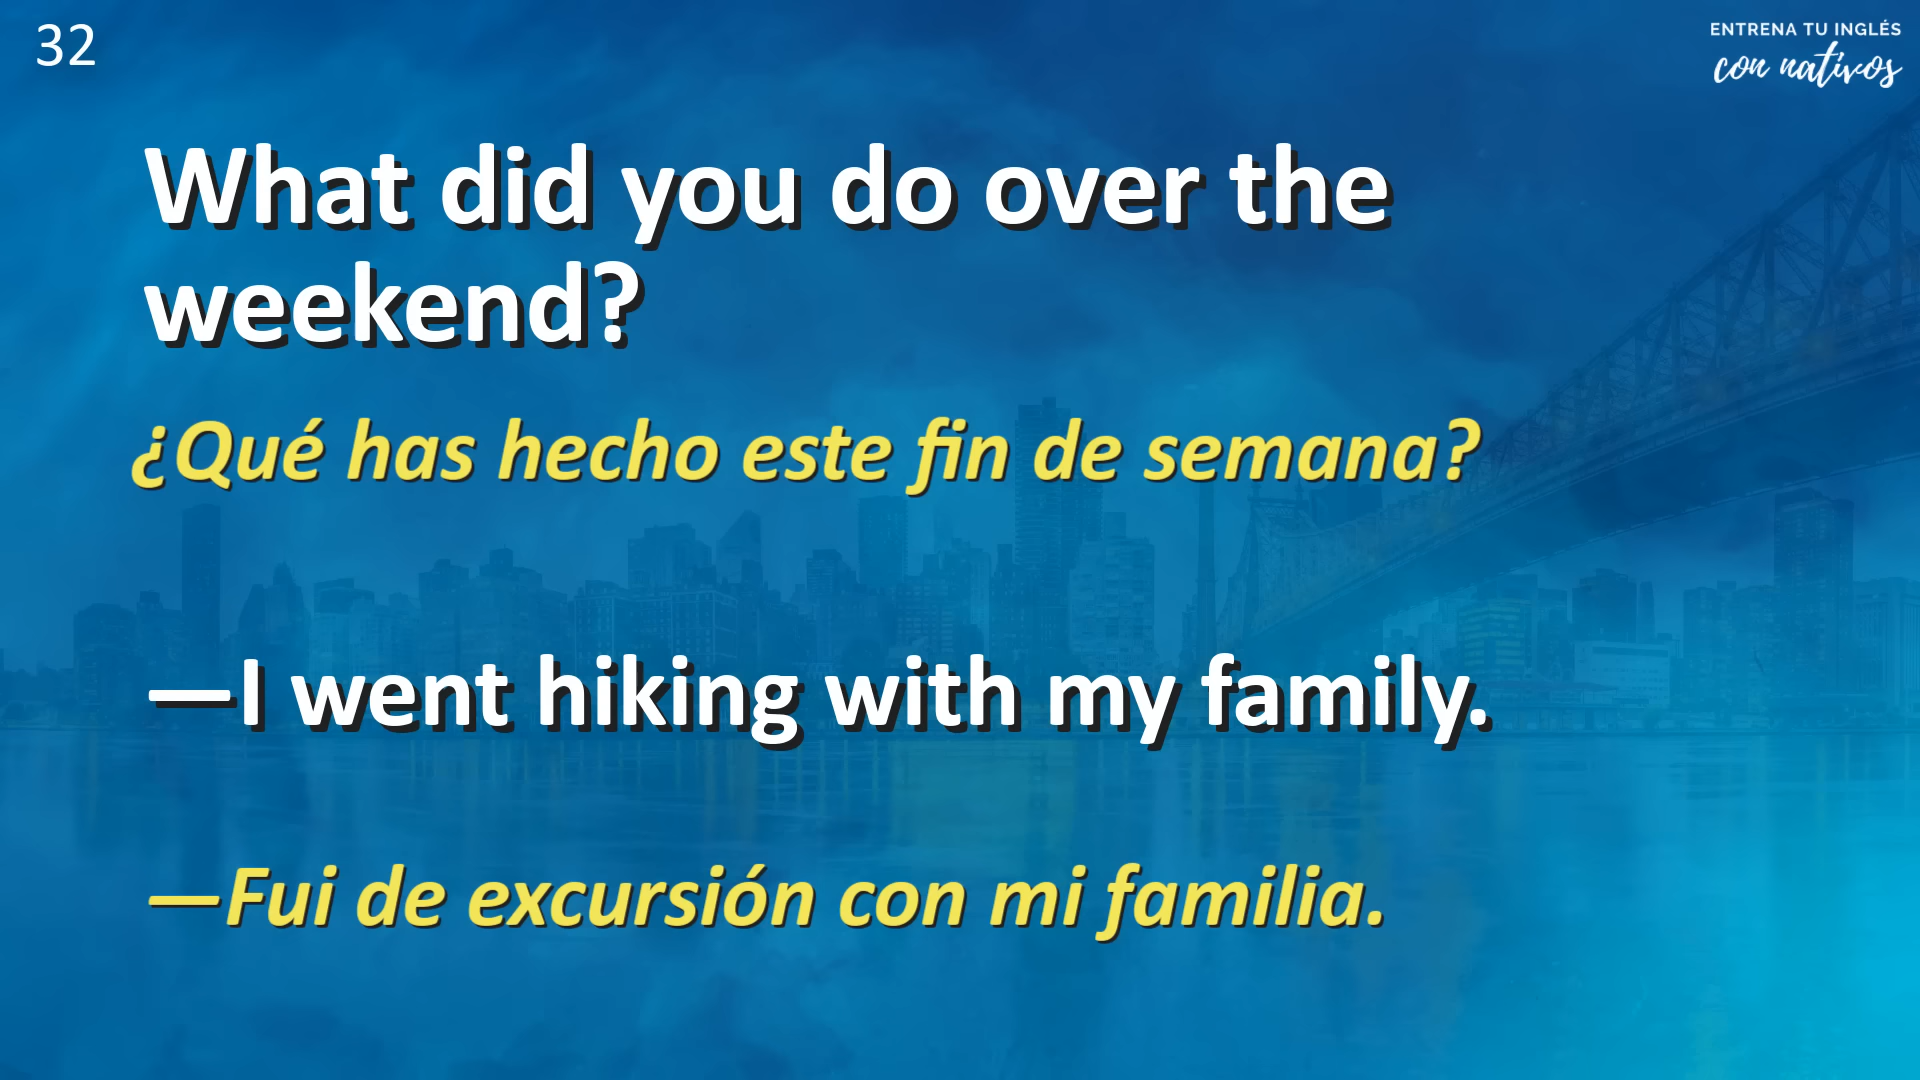 32
ENTRENA TU INGLÉS
con nativos
What did you do over the
weekend?
¿Qué has hecho este fin de semana?
—I went hiking with my family.
—Fui de excursión con mi familia.